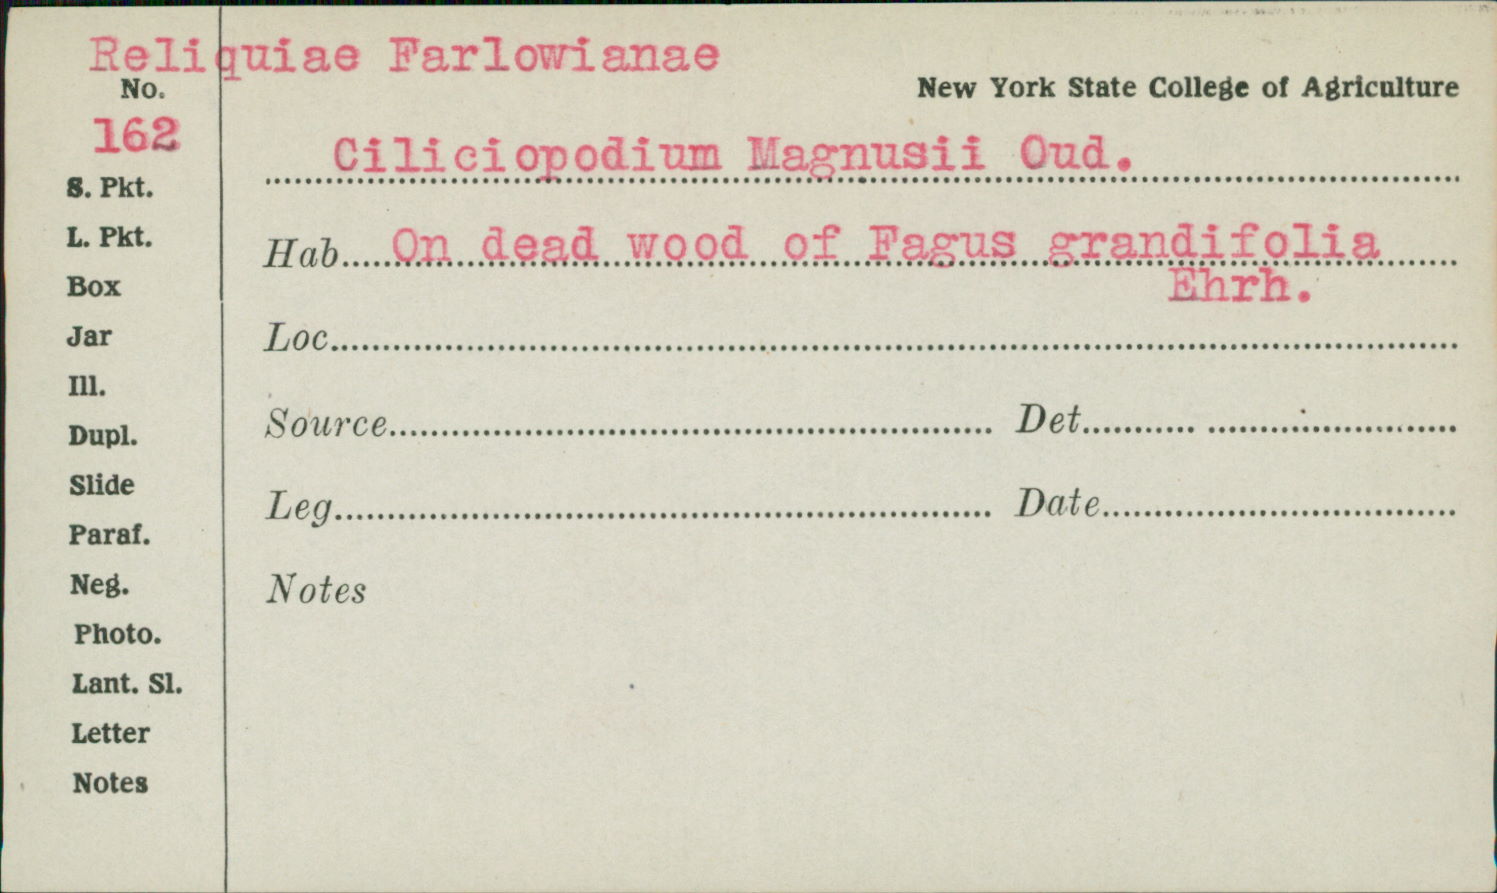 Reliquiae Farlowianae
No.
New York State College of Agriculture
162
Ciliciopodium Magnusii Oud.
S. Pkt.
L. Pkt.
Hab. On dead wood of Fagus grandifolia
Ehrh.
Box
Jar
Loc.
Ill.
Dupl.
Source Det.
Slide
Leg. Date
Paraf.
Neg.
Notes
Photo.
Lant. Sl.
Letter
Notes